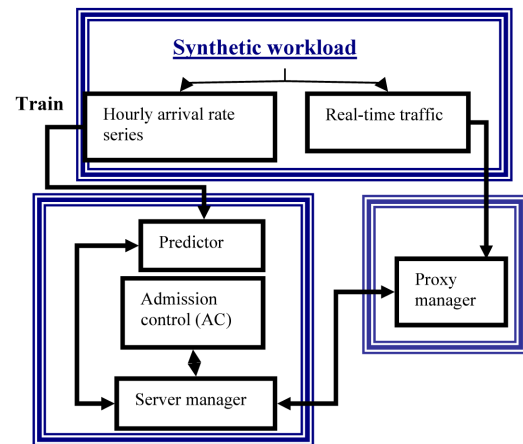 Synthetic workload
Train
Hourly arrival rate
series
Real-time traffic
Predictor
Admission
control (AC)
Server manager
Proxy
manager